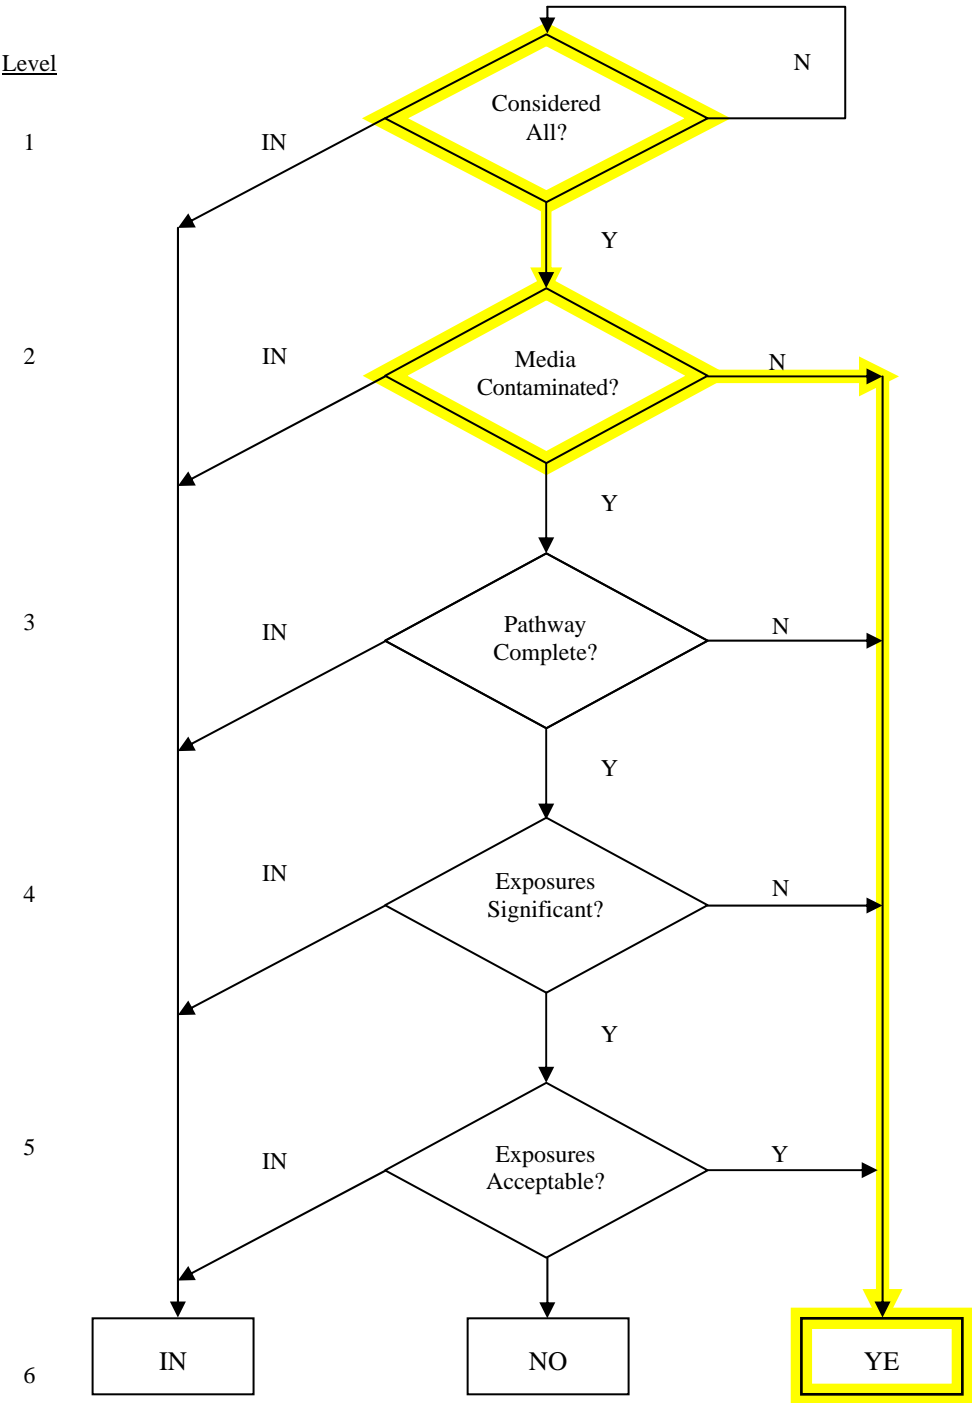 Level
N
Considered
All?
1
IN
Y
2
IN
Media
Contaminated?
N
Y
3
IN
Pathway
Complete?
N
Y
4
IN
Exposures
Significant?
N
Y
5
IN
Exposures
Acceptable?
Y
6
IN
NO
YE